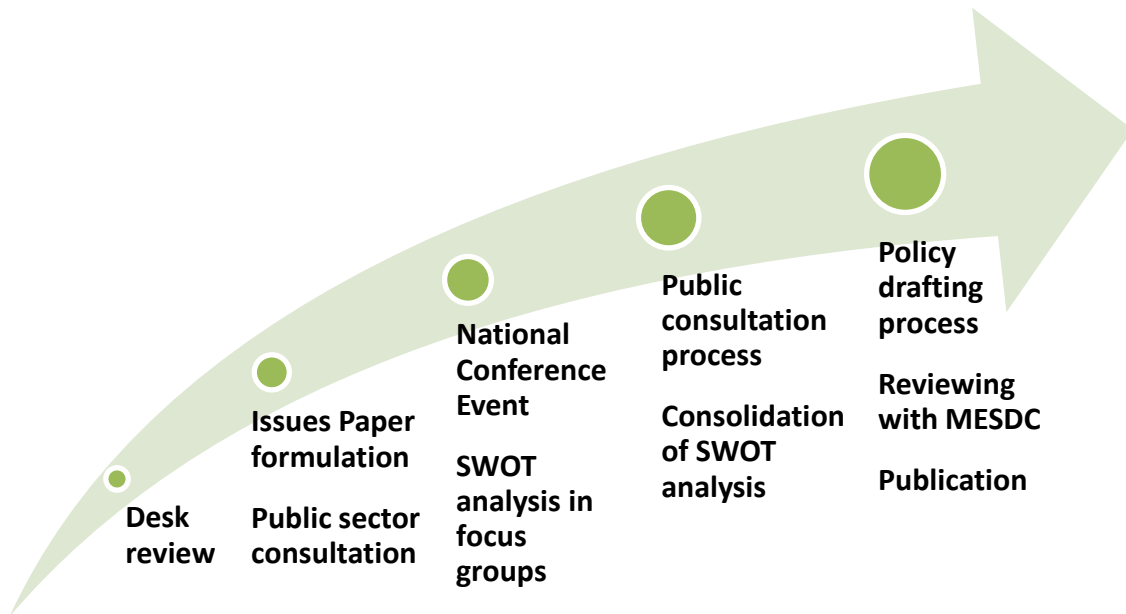 Desk
review
Issues Paper
formulation
Public sector
consultation
National
Conference
Event
SWOT
analysis in
focus
groups
Public
consultation
process
Consolidation
of SWOT
analysis
Policy
drafting
process
Reviewing
with MESDC
Publication